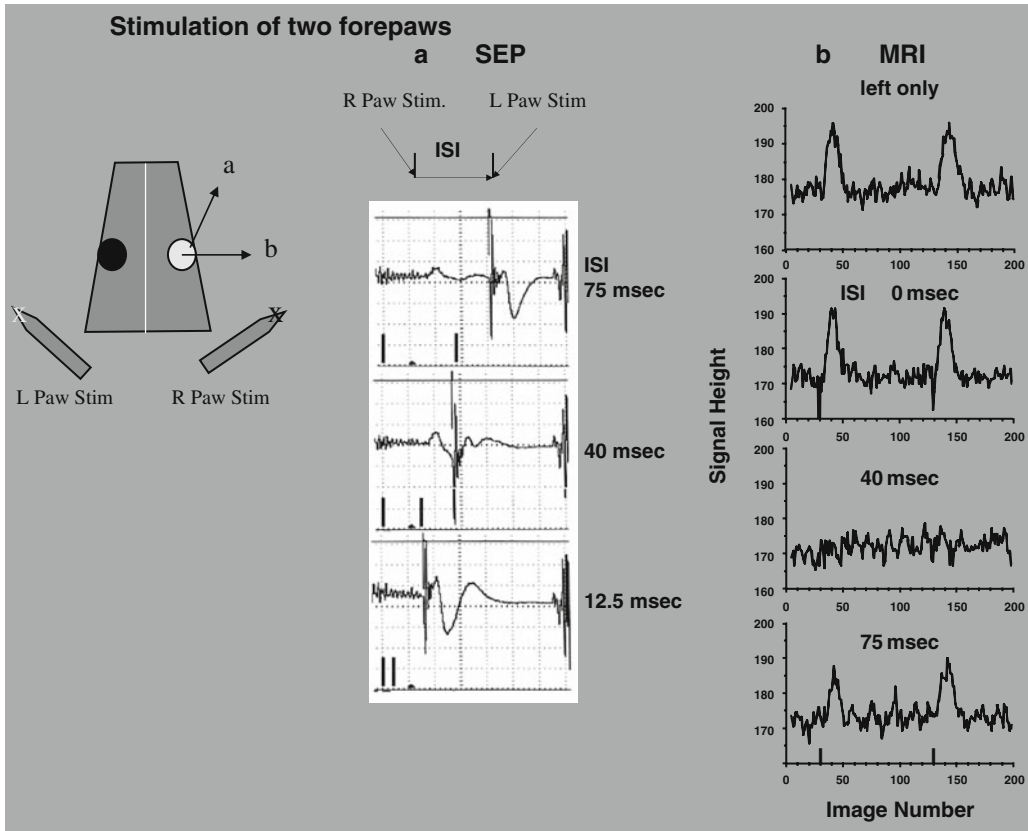 Stimulation of two forepaws
a SEP
b MRI
R Paw Stim. L Paw Stim
ISI
a
b
X X
L Paw Stim R Paw Stim
ISI
75 msec
40 msec
12.5 msec
left only
200
190
180
170
160
0 50 100 150 200
ISI 0 msec
200
190
180
170
160
0 50 100 150 200
40 msec
200
190
180
170
160
0 50 100 150 200
75 msec
200
190
180
170
160
0 50 100 150 200
Signal Height
Image Number